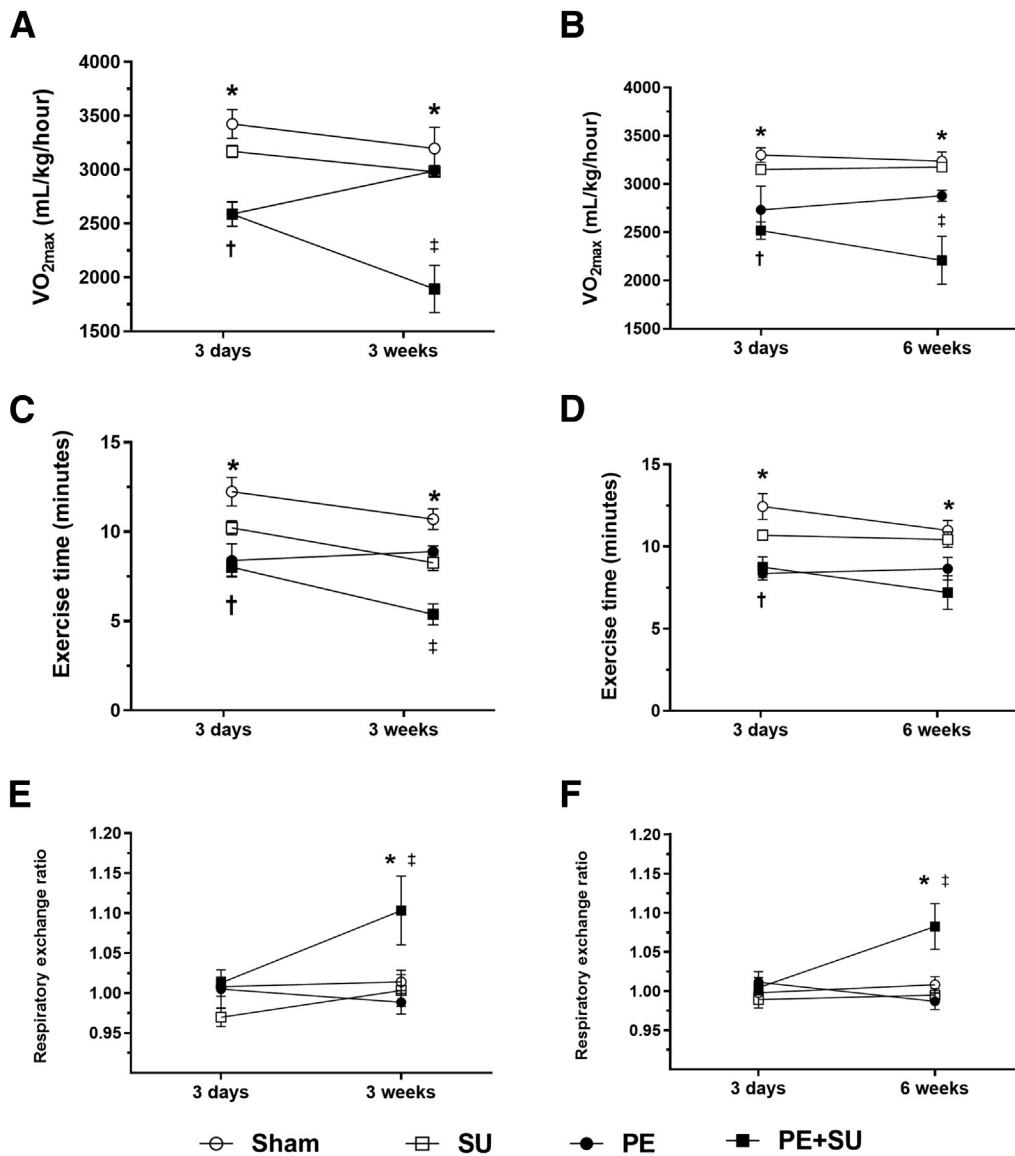 A
VO2max (mL/kg/hour)
4000
3500
3000
2500
2000
1500
*
*
†
‡
3 days
3 weeks
B
VO2max (mL/kg/hour)
4000
3500
3000
2500
2000
1500
*
*
†
‡
3 days
6 weeks
C
Exercise time (minutes)
15
10
5
0
*
*
†
‡
3 days
3 weeks
D
Exercise time (minutes)
15
10
5
0
*
*
†
3 days
6 weeks
E
Respiratory exchange ratio
1.20
1.15
1.10
1.05
1.00
0.95
* ‡
3 days
3 weeks
F
Respiratory exchange ratio
1.20
1.15
1.10
1.05
1.00
0.95
* ‡
3 days
6 weeks
Sham SU PE PE+SU